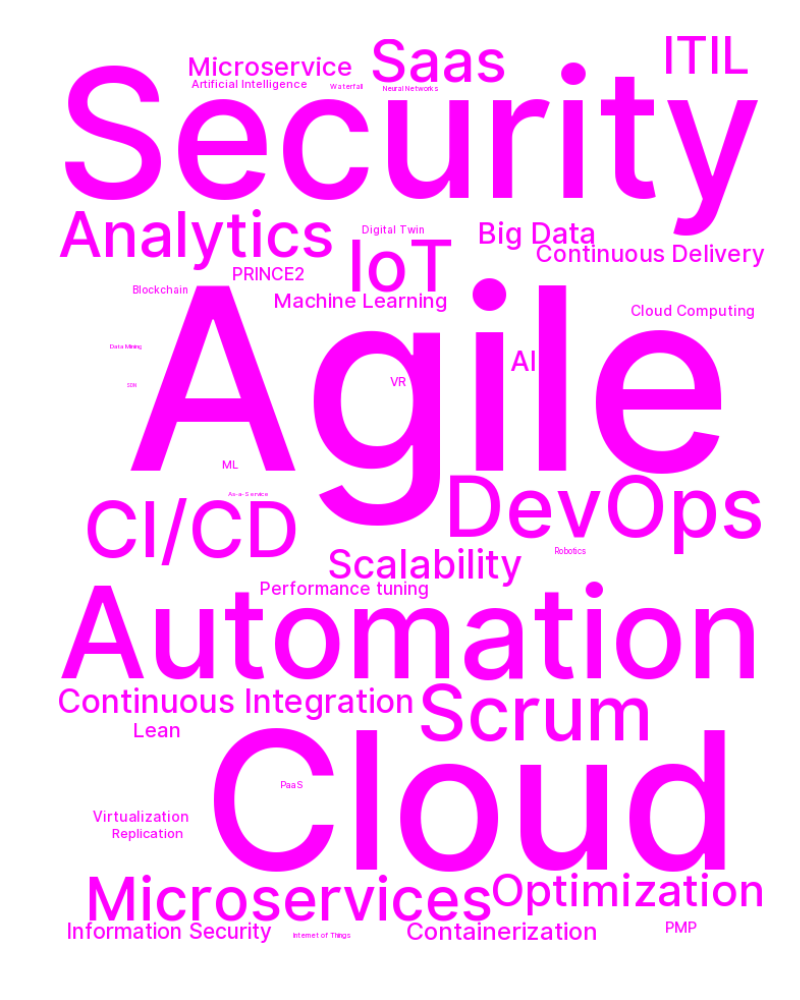 ITIL
Saas
Microservice
Artificial Intelligence
Waterfall
Neural Networks
Security
Analytics
Digital Twin
Big Data
IoT
Continuous Delivery
PRINCE2
Blockchain
Machine Learning
Cloud Computing
Data Mining
Agile
AI
VR
SDN
ML
As-a-Service
CI/CD
DevOps
Robotics
Scalability
Performance tuning
Automation
Continuous Integration
Scrum
Lean
Cloud
PaaS
Virtualization
Replication
Microservices
Optimization
Information Security
Internet of Things
Containerization
PMP